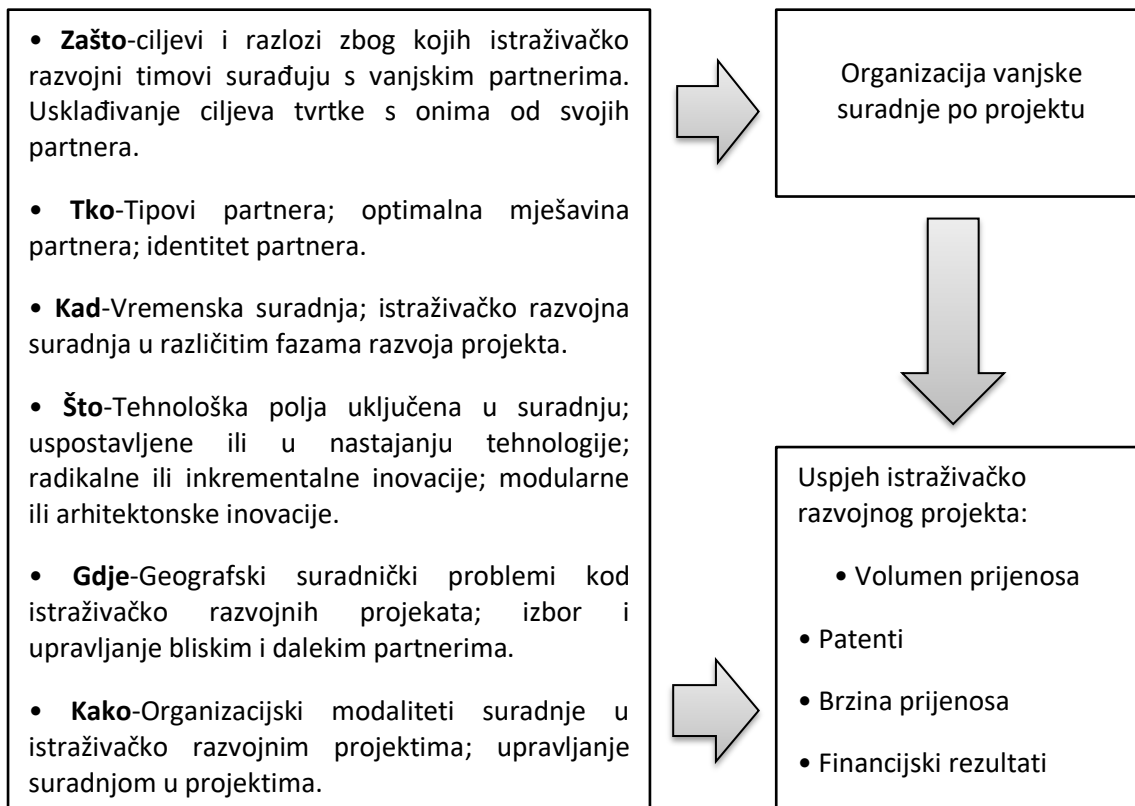 • Zašto-ciljevi i razlozi zbog kojih istraživačko
razvojni timovi surađuju s vanjskim partnerima.
Usklađivanje ciljeva tvrtke s onima od svojih
partnera.
• Tko-Tipovi partnera; optimalna mješavina
partnera; identitet partnera.
• Kad-Vremenska suradnja; istraživačko razvojna
suradnja u različitim fazama razvoja projekta.
• Što-Tehnološka polja uključena u suradnju;
uspostavljene ili u nastajanju tehnologije;
radikalne ili inkrementalne inovacije; modularne
ili arhitektonske inovacije.
• Gdje-Geografski suradnički problemi kod
istraživačko razvojnih projekata; izbor i
upravljanje bliskim i dalekim partnerima.
• Kako-Organizacijski modaliteti suradnje u
istraživačko razvojnim projektima; upravljanje
suradnjom u projektima.
Organizacija vanjske
suradnje po projektu
Uspjeh istraživačko
razvojnog projekta:
• Volumen prijenosa
• Patenti
• Brzina prijenosa
• Financijski rezultati